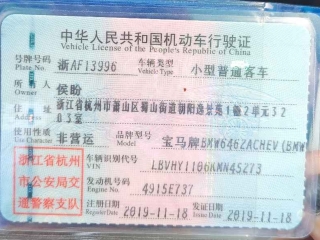 中华人民共和国机动车行驶证
Vehicle License of the People's Republic of China
号牌号码 浙AF13996 车辆类型 小型普通客车
Plate No. Vehicle Type
所有人 侯盼
Owner
住址 浙江省杭州市萧山区蜀山街道朝阳逸景第1幢2单元32
03室
使用性质 非营运 品牌型号 宝马牌BMW6462ACHEV (BMW
Use Character Model
浙江省杭州
市公安局交
通警察支队
车辆识别代号 LBVHY1106KMN45273
VIN
发动机号码 4915E737
Engine No.
注册日期 2019-11-18 发证日期 2019-11-18
Register Date Issue Date